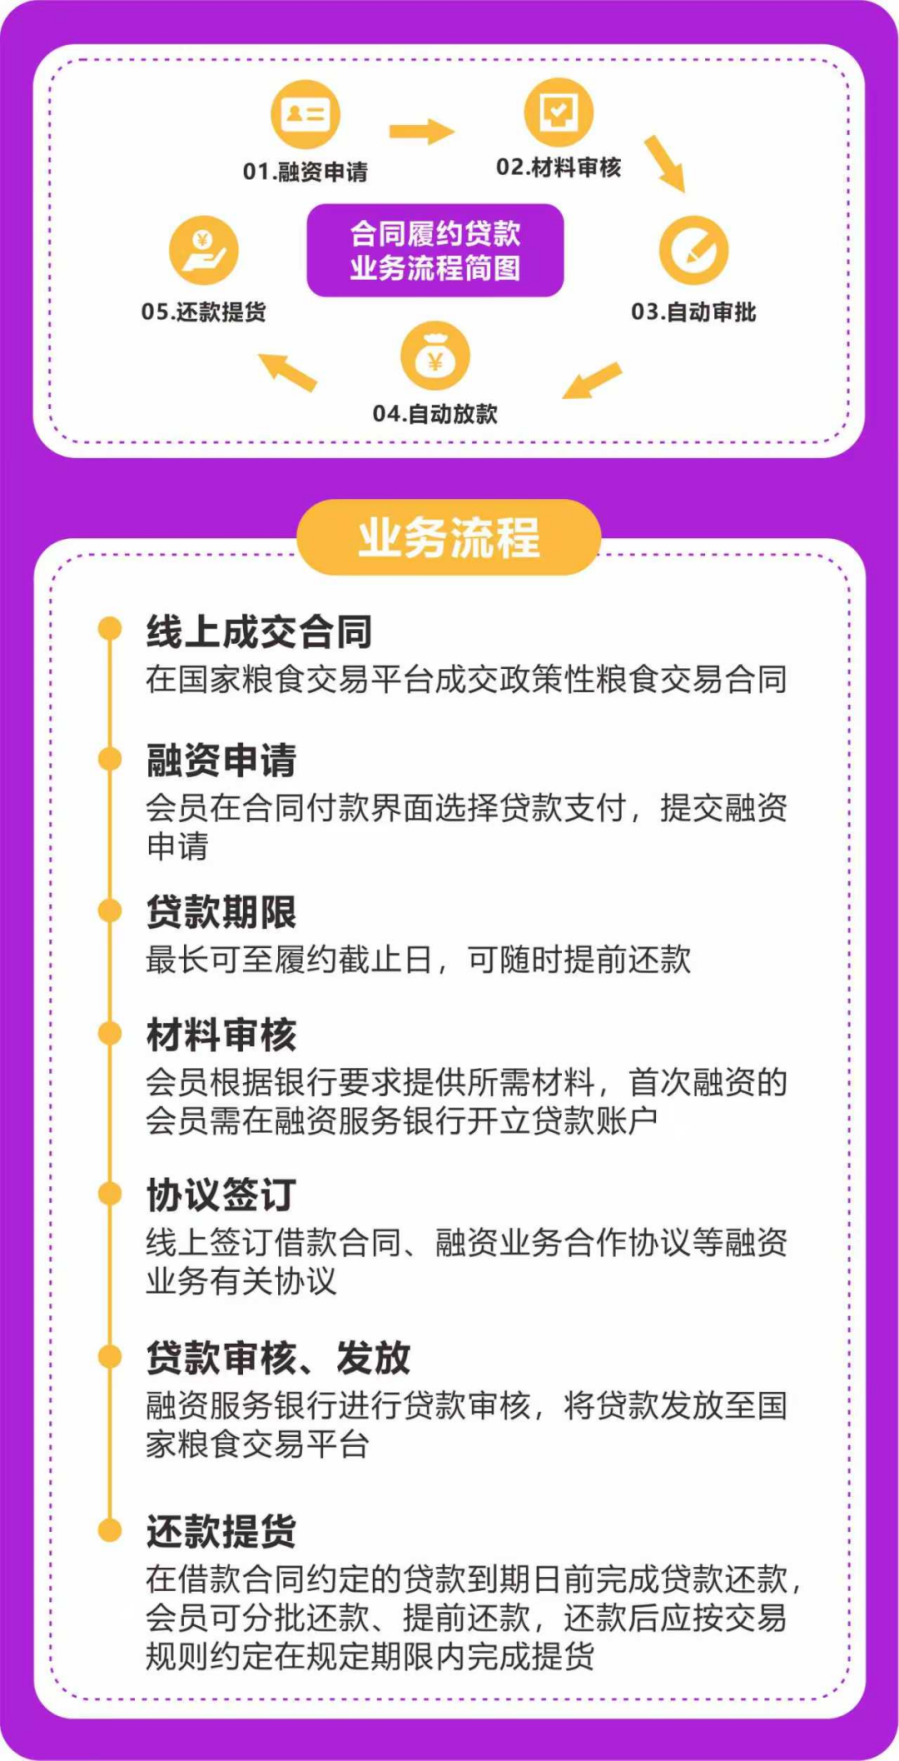 01.融资申请
02.材料审核
合同履约贷款
业务流程简图
05.还款提货
03.自动审批
04.自动放款
业务流程
线上成交合同
在国家粮食交易平台成交政策性粮食交易合同
融资申请
会员在合同付款界面选择贷款支付，提交融资
申请
贷款期限
最长可至履约截止日，可随时提前还款
材料审核
会员根据银行要求提供所需材料，首次融资的
会员需在融资服务银行开立贷款账户
协议签订
线上签订借款合同、融资业务合作协议等融资
业务有关协议
贷款审核、发放
融资服务银行进行贷款审核，将贷款发放至国
家粮食交易平台
还款提货
在借款合同约定的贷款到期日前完成贷款还款，
会员可分批还款、提前还款，还款后应按交易
规则约定在规定期限内完成提货